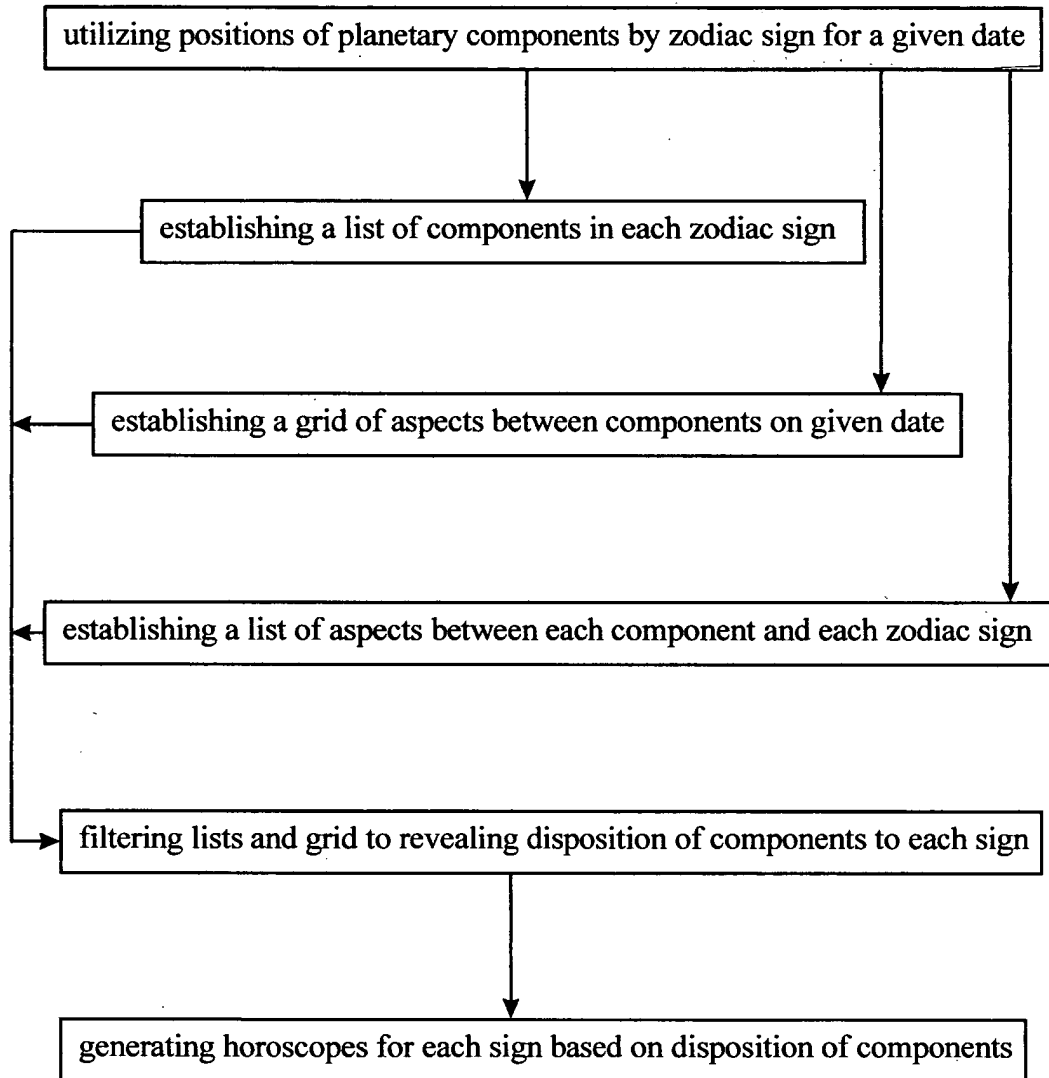 utilizing positions of planetary components by zodiac sign for a given date
establishing a list of components in each zodiac sign
establishing a grid of aspects between components on given date
establishing a list of aspects between each component and each zodiac sign
filtering lists and grid to revealing disposition of components to each sign
generating horoscopes for each sign based on disposition of components